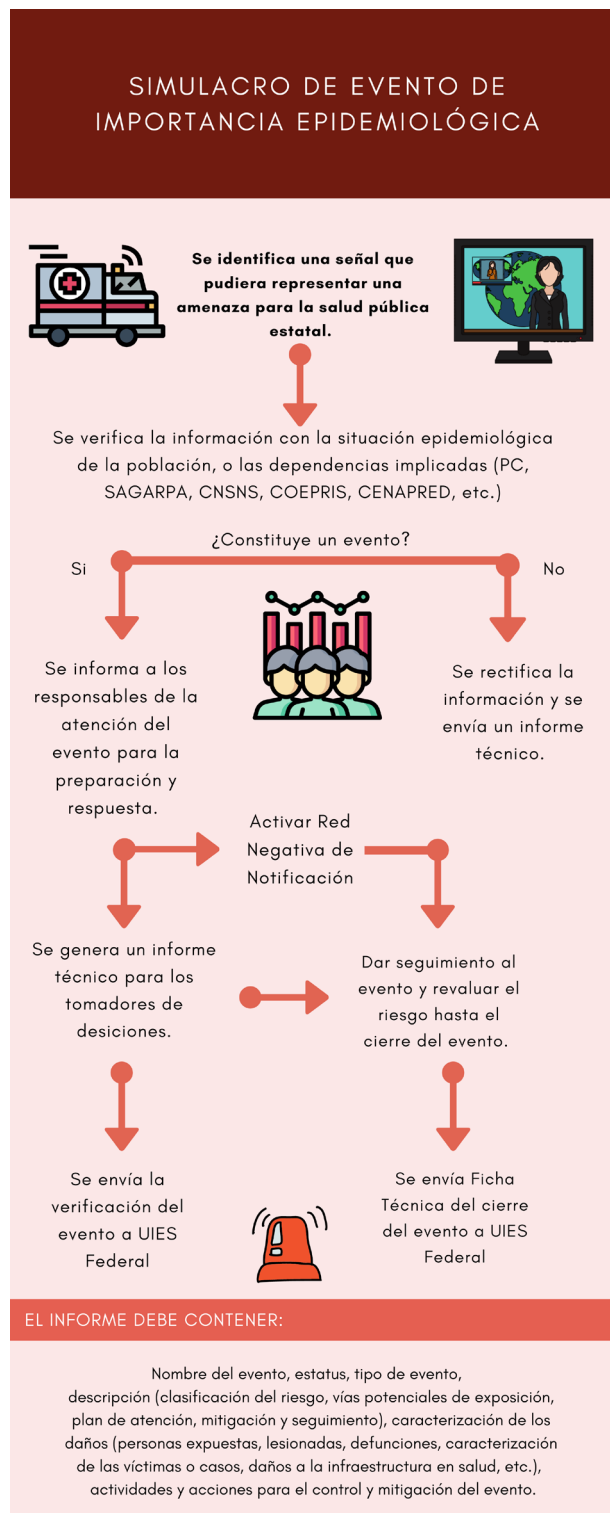 SIMULACRO DE EVENTO DE
IMPORTANCIA EPIDEMIOLÓGICA
Se identifica una señal que
pudiera representar una
amenaza para la salud pública
estatal.
Se verifica la información con la situación epidemiológica
de la población, o las dependencias implicadas (PC,
SAGARPA, CNSNS, COEPRIS, CENAPRED, etc.)
¿Constituye un evento?
Si
No
Se informa a los
responsables de la
atención del
evento para la
preparación y
respuesta.
Se rectifica la
información y se
envía un informe
técnico.
Activar Red
Negativa de
Notificación
Se genera un informe
técnico para los
tomadores de
desiciones.
Dar seguimiento al
evento y revaluar el
riesgo hasta el
cierre del evento.
Se envía la
verificación del
evento a UIES
Federal
Se envía Ficha
Técnica del cierre
del evento a UIES
Federal
EL INFORME DEBE CONTENER:
Nombre del evento, estatus, tipo de evento,
descripción (clasificación del riesgo, vías potenciales de exposición,
plan de atención, mitigación y seguimiento), caracterización de los
daños (personas expuestas, lesionadas, defunciones, caracterización
de las víctimas o casos, daños a la infraestructura en salud, etc.),
actividades y acciones para el control y mitigación del evento.